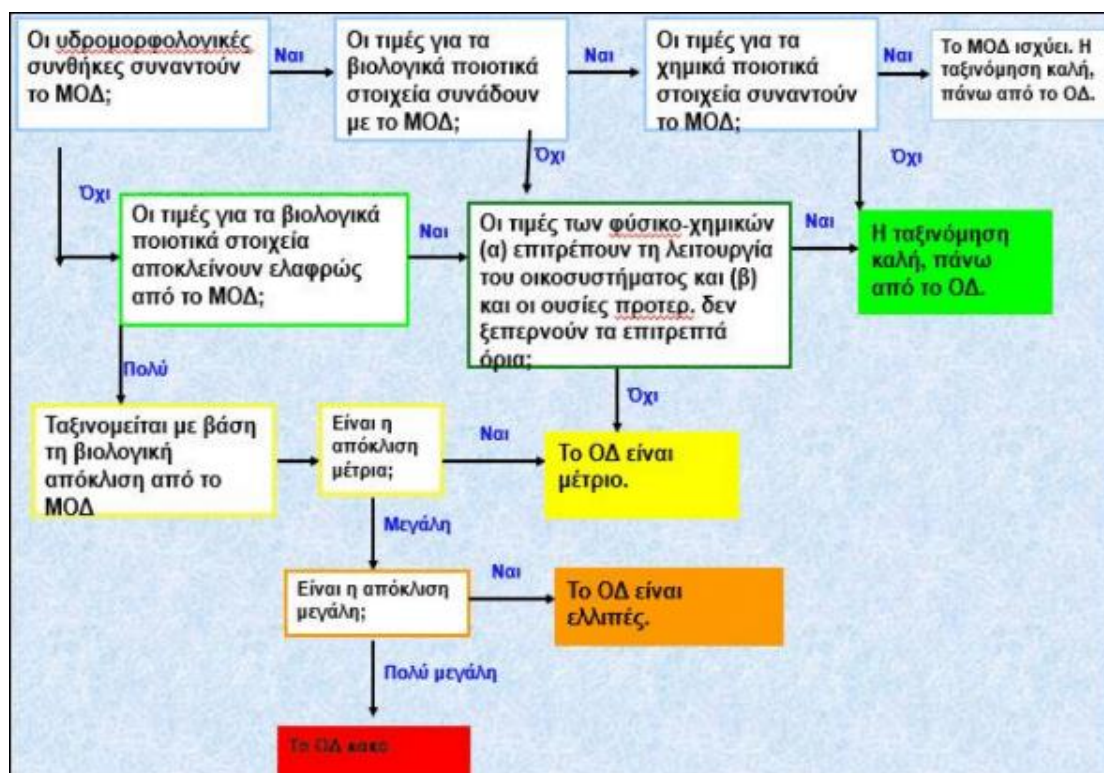 Οι υδρομορφολογικές
συνθήκες συναντούν
το ΜΟΔ;
Ναι
Οι τιμές για τα
βιολογικά ποιοτικά
στοιχεία συνάδουν
με το ΜΟΔ;
Ναι
Οι τιμές για τα
χημικά ποιοτικά
στοιχεία συναντούν
το ΜΟΔ;
Ναι
Το ΜΟΔ ισχύει. Η
ταξινόμηση καλή,
πάνω από το ΟΔ.
Όχι
Όχι
Όχι
Οι τιμές για τα βιολογικά
ποιοτικά στοιχεία
αποκλείνουν ελαφρώς
από το ΜΟΔ;
Ναι
Οι τιμές των φύσικο-χημικών
(α) επιτρέπουν τη λειτουργία
του οικοσυστήματος και (β)
και οι ουσίες προτερ. δεν
ξεπερνούν τα επιτρεπτά
όρια;
Ναι
Η ταξινόμηση
καλή, πάνω
από το ΟΔ.
Πολύ
Όχι
Ταξινομείται με βάση
τη βιολογική
απόκλιση από το
ΜΟΔ
Είναι η
απόκλιση
μέτρια;
Ναι
Το ΟΔ είναι
μέτριο.
Μεγάλη
Είναι η απόκλιση
μεγάλη;
Ναι
Το ΟΔ είναι
ελλιπές.
Πολύ μεγάλη
Το ΟΔ κακο